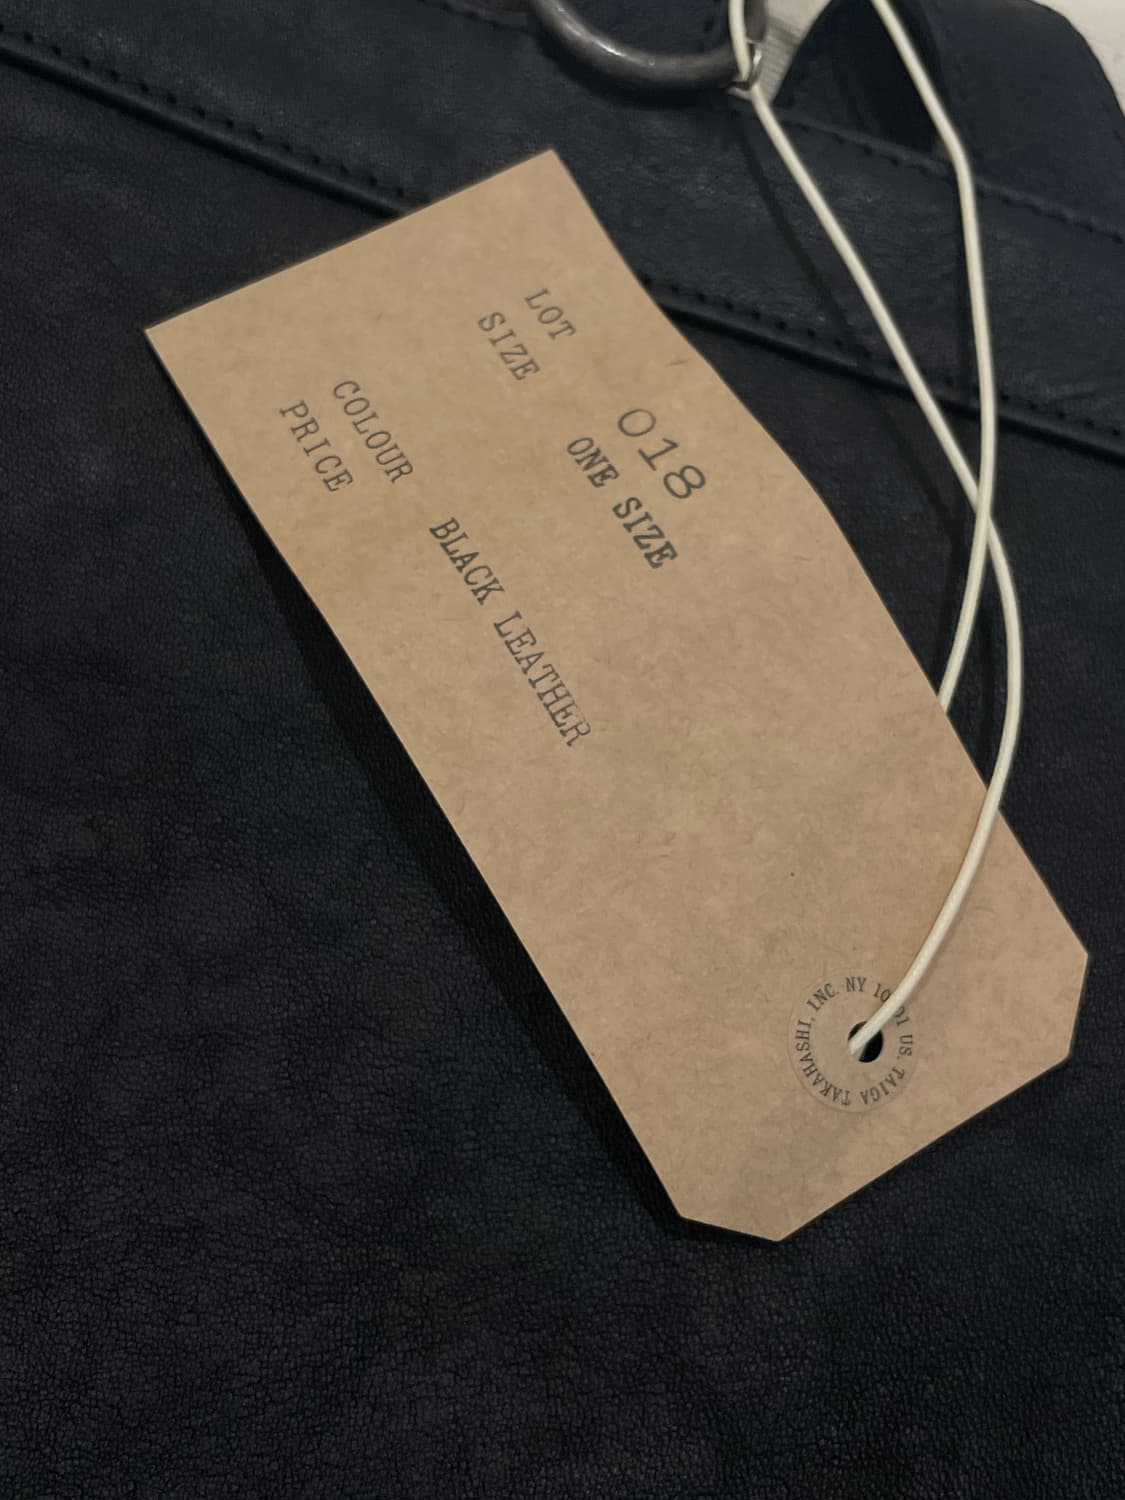 LOT 018
SIZE ONE SIZE
COLOUR BLACK LEATHER
PRICE
TAIGA TAKAHASHI, INC. NY US.